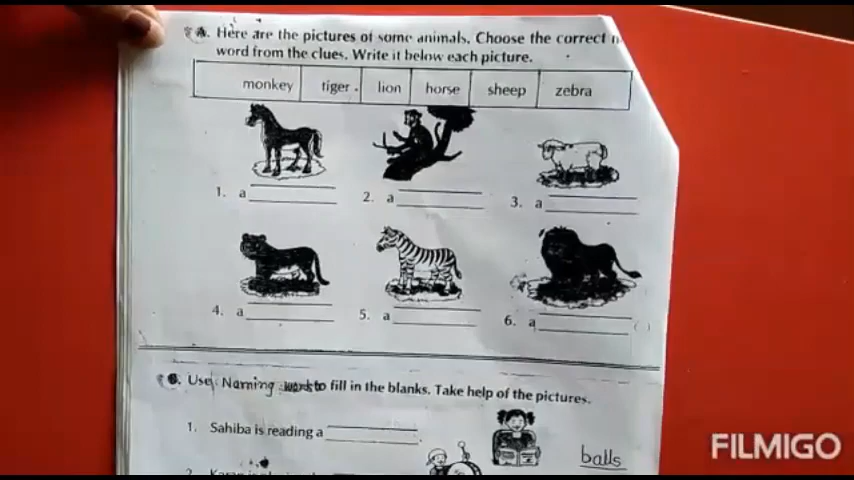 A. Here are the pictures of some animals. Choose the correct
word from the clues. Write it below each picture.
monkey tiger lion horse sheep zebra
1. a 2. a 3. a
4. a 5. a 6. a ( )
B. Use Naming words to fill in the blanks. Take help of the pictures.
1. Sahiba is reading a .
balls
2.
FILMIGO